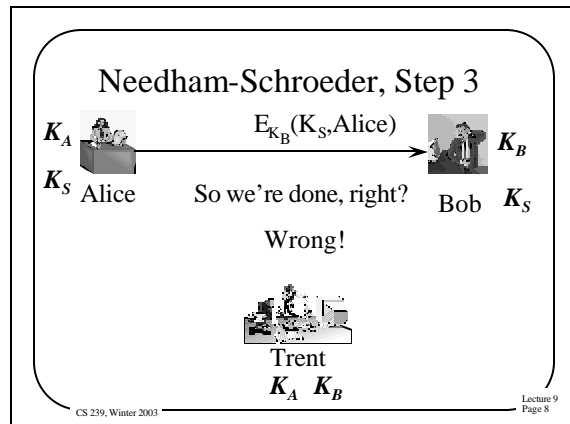 Needham-Schroeder, Step 3
K_A
E_{K_B}(K_S,Alice)
K_B
K_S
Alice
So we're done, right?
Bob
K_S
Wrong!
Trent
K_A K_B
CS 239, Winter 2003
Lecture 9
Page 8